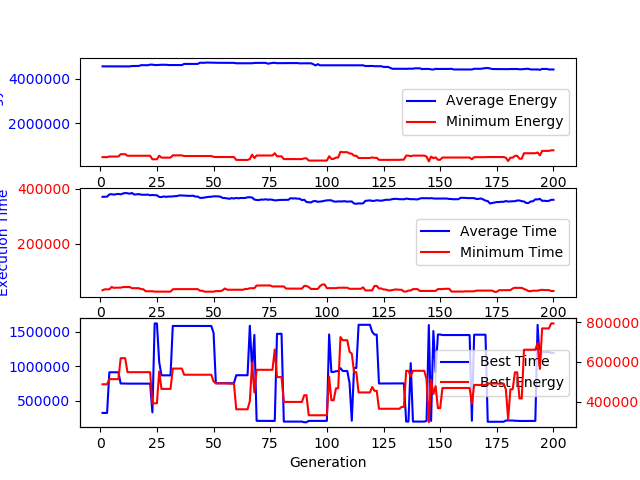 4000000
2000000
Average Energy
Minimum Energy
0 25 50 75 100 125 150 175 200
Execution Time
400000
200000
Average Time
Minimum Time
0 25 50 75 100 125 150 175 200
1500000
1000000
500000
800000
600000
400000
Best Time
Best Energy
0 25 50 75 100 125 150 175 200
Generation